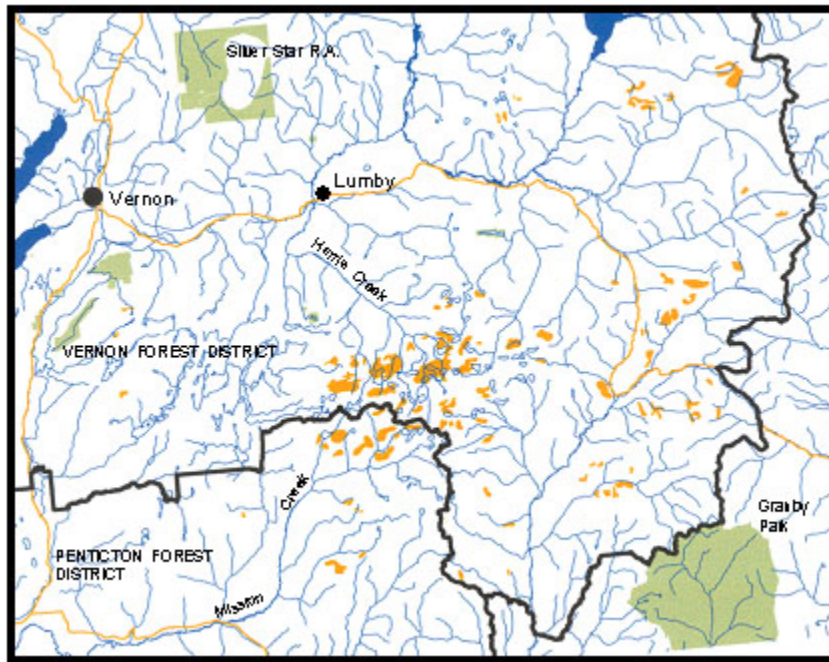 Silver Star R.A.
Vernon
Lumby
Harris Creek
VERNON FOREST DISTRICT
Creek
Granby
Park
PENTICTON FOREST
DISTRICT
Mission